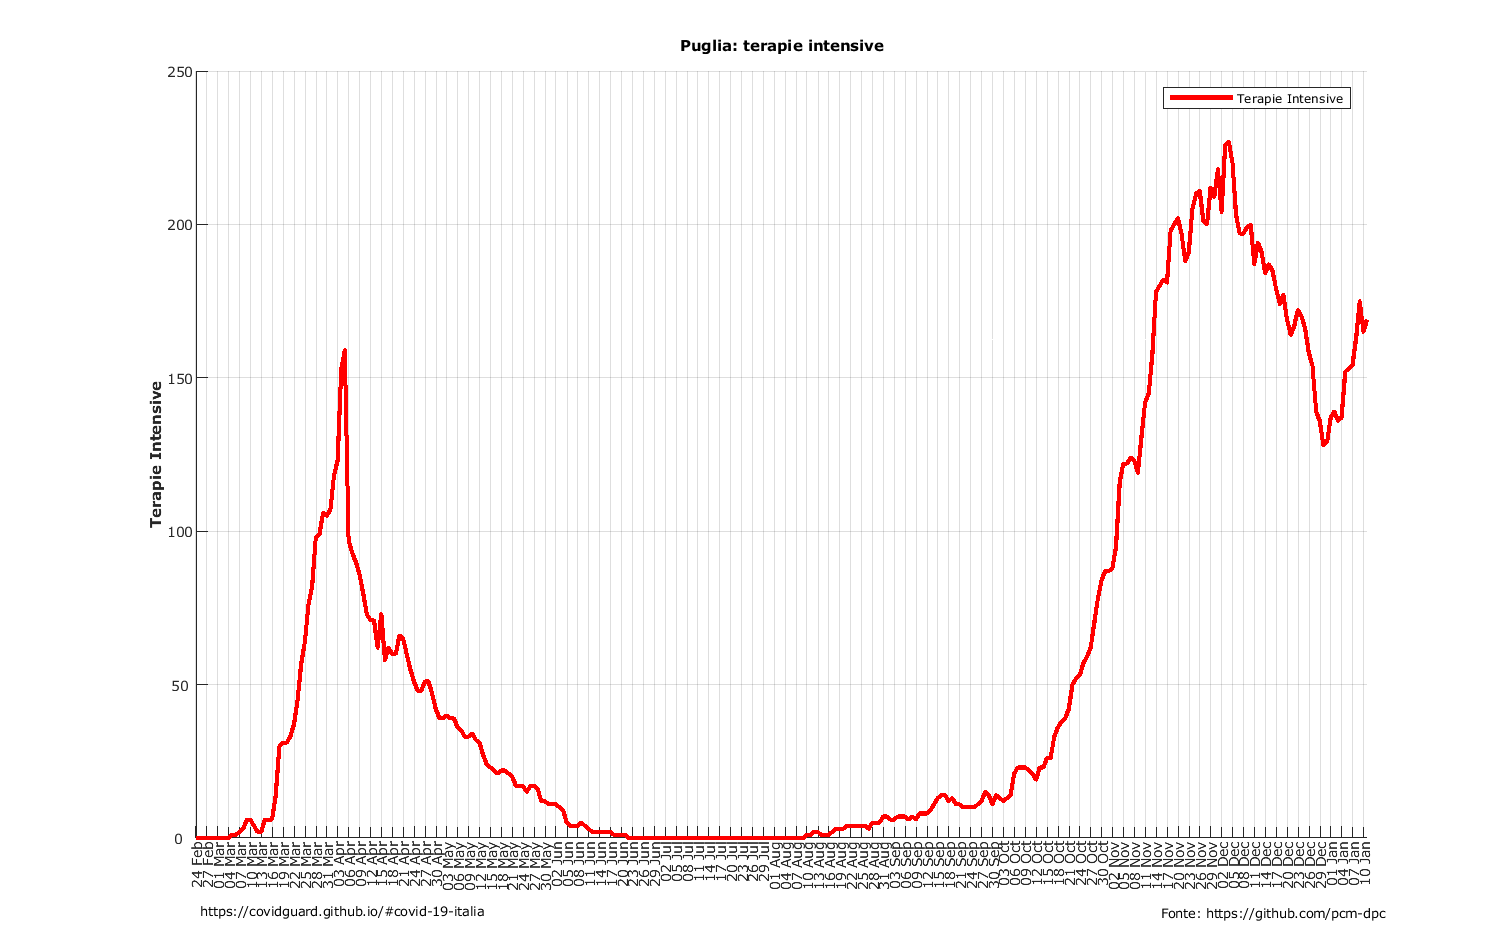 Puglia: terapie intensive
Terapie Intensive
250
200
150
100
50
0
Terapie Intensive
24 Feb
27 Feb
01 Mar
04 Mar
07 Mar
10 Mar
13 Mar
16 Mar
19 Mar
22 Mar
25 Mar
28 Mar
31 Mar
03 Apr
06 Apr
09 Apr
12 Apr
15 Apr
18 Apr
21 Apr
24 Apr
27 Apr
30 Apr
03 May
06 May
09 May
12 May
15 May
18 May
21 May
24 May
27 May
30 May
02 Jun
05 Jun
08 Jun
11 Jun
14 Jun
17 Jun
20 Jun
23 Jun
26 Jun
29 Jun
02 Jul
05 Jul
08 Jul
11 Jul
14 Jul
17 Jul
20 Jul
23 Jul
26 Jul
29 Jul
01 Aug
04 Aug
07 Aug
10 Aug
13 Aug
16 Aug
19 Aug
22 Aug
25 Aug
28 Aug
31 Aug
03 Sep
06 Sep
09 Sep
12 Sep
15 Sep
18 Sep
21 Sep
24 Sep
27 Sep
30 Sep
03 Oct
06 Oct
09 Oct
12 Oct
15 Oct
18 Oct
21 Oct
24 Oct
27 Oct
30 Oct
02 Nov
05 Nov
08 Nov
11 Nov
14 Nov
17 Nov
20 Nov
23 Nov
26 Nov
29 Nov
02 Dec
05 Dec
08 Dec
11 Dec
14 Dec
17 Dec
20 Dec
23 Dec
26 Dec
29 Dec
01 Jan
04 Jan
07 Jan
10 Jan
https://covidguard.github.io/#covid-19-italia
Fonte: https://github.com/pcm-dpc